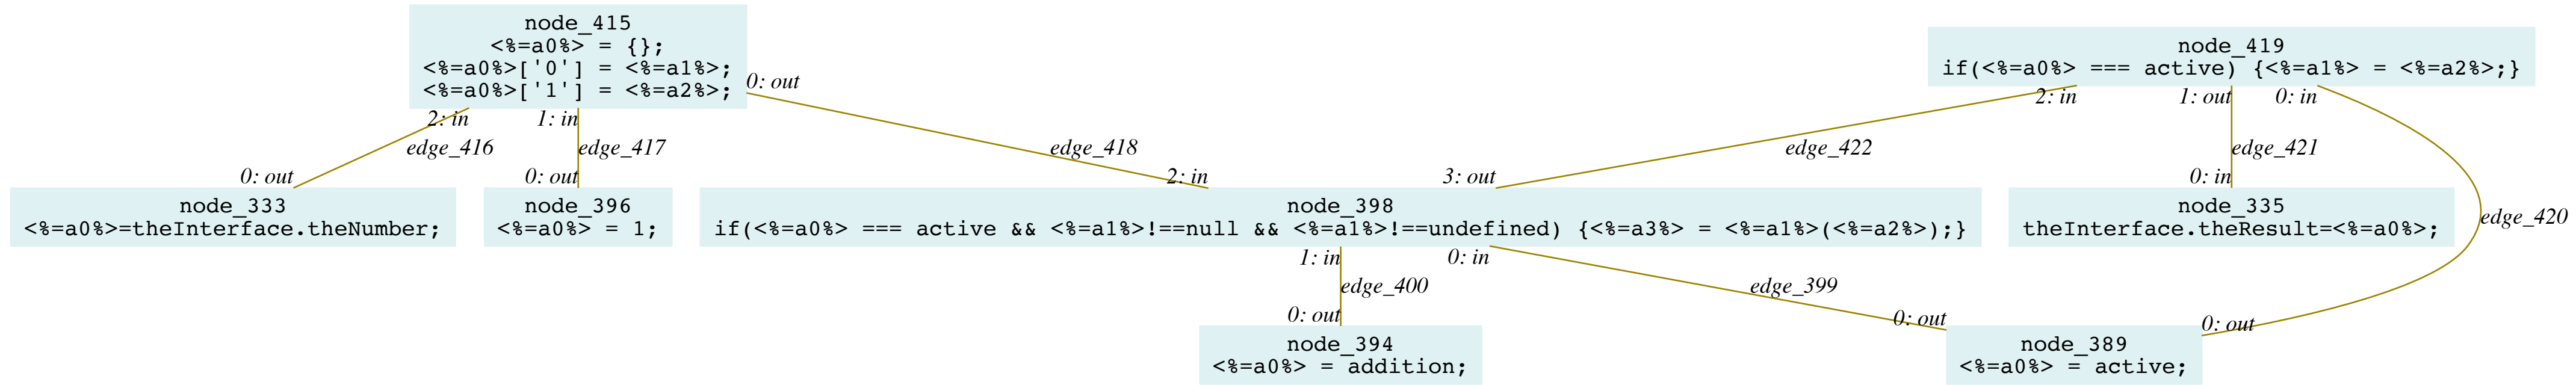 node_415
<%=a0%> = {};
<%=a0%>['0'] = <%=a1%>;
<%=a0%>['1'] = <%=a2%>;
node_419
if(<%=a0%> === active) {<%=a1%> = <%=a2%>;}
0: out
2: in
1: in
2: in
1: out
0: in
edge_416
edge_417
edge_418
edge_422
edge_421
0: out
0: out
2: in
3: out
0: in
node_333
<%=a0%>=theInterface.theNumber;
node_396
<%=a0%> = 1;
node_398
if(<%=a0%> === active && <%=a1%>!==null && <%=a1%>!==undefined) {<%=a3%> = <%=a1%>(<%=a2%>);}
node_335
theInterface.theResult=<%=a0%>;
edge_420
1: in
0: in
edge_400
edge_399
0: out
0: out
0: out
node_394
<%=a0%> = addition;
node_389
<%=a0%> = active;